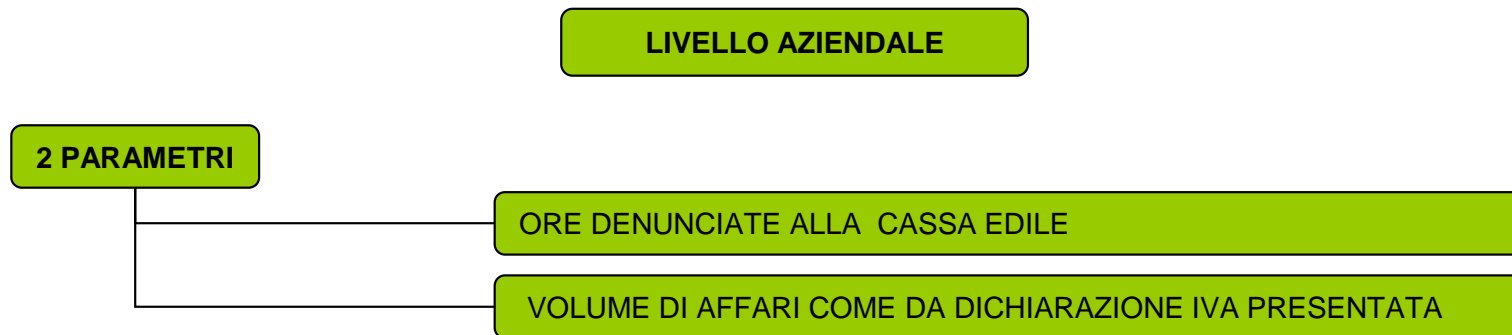 LIVELLO AZIENDALE
2 PARAMETRI
ORE DENUNCIATE ALLA CASSA EDILE
VOLUME DI AFFARI COME DA DICHIARAZIONE IVA PRESENTATA